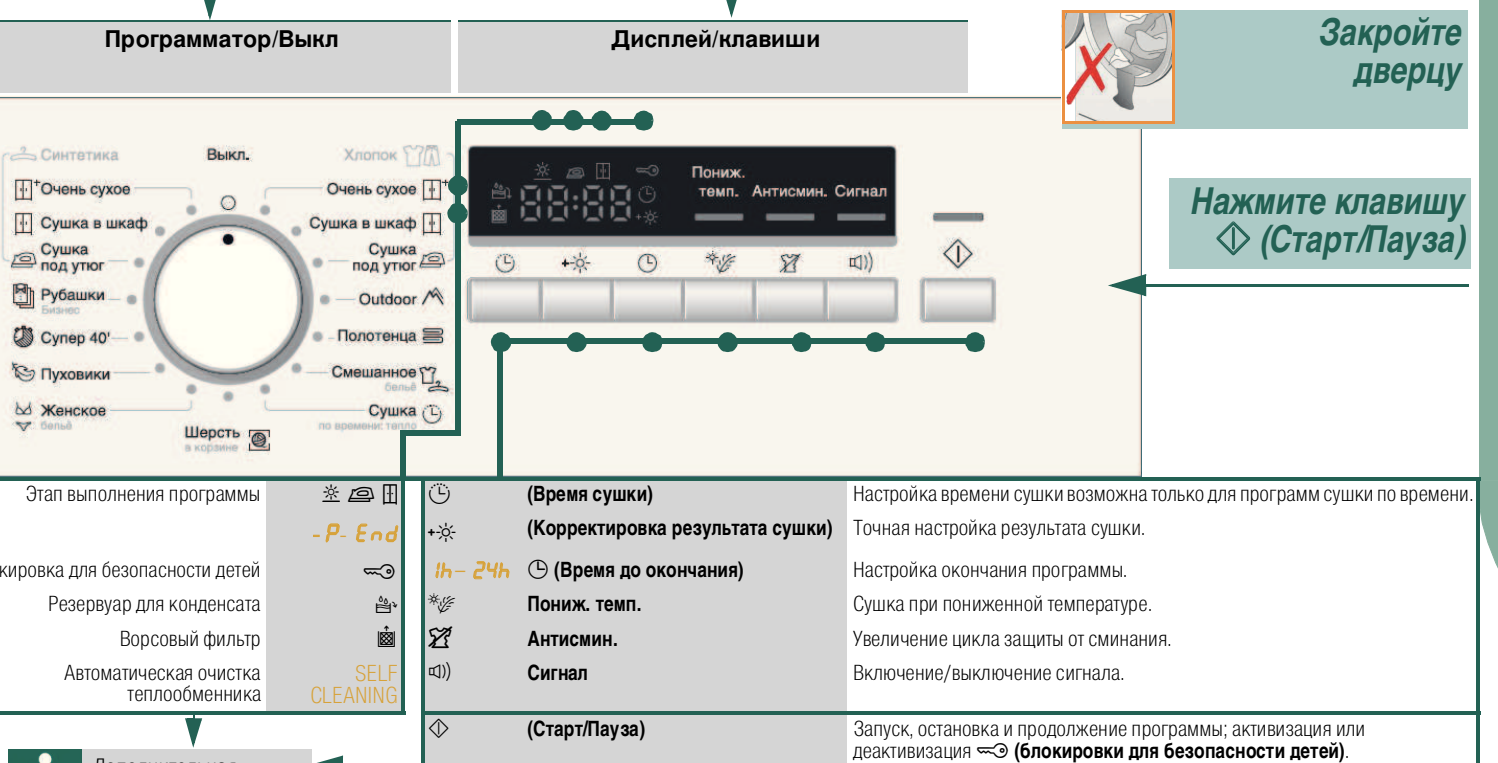 Программатор/Выкл
Дисплей/клавиши
Закройте
дверцу
Синтетика
Выкл.
Хлопок
Очень сухое
Сушка в шкаф
Сушка
под утюг
Рубашки
Бизнес
Супер 40'
Пуховики
Женское
бельё
Шерсть
в корзине
Очень сухое
Сушка в шкаф
Сушка
под утюг
Outdoor
Полотенца
Смешанное
бельё
Сушка
по времени: тепло
88:88
Пониж.
темп. Антисмин. Сигнал
Нажмите клавишу
(Старт/Пауза)
Этап выполнения программы
-P- End
кировка для безопасности детей
Резервуар для конденсата
Ворсовый фильтр
Автоматическая очистка SELF
теплообменника CLEANING
(Время сушки) Настройка времени сушки возможна только для программ сушки по времени.
(Корректировка результата сушки) Точная настройка результата сушки.
1h – 24h (Время до окончания) Настройка окончания программы.
Пониж. темп. Сушка при пониженной температуре.
Антисмин. Увеличение цикла защиты от сминания.
Сигнал Включение/выключение сигнала.
(Старт/Пауза) Запуск, остановка и продолжение программы; активизация или
деактивизация (блокировки для безопасности детей).